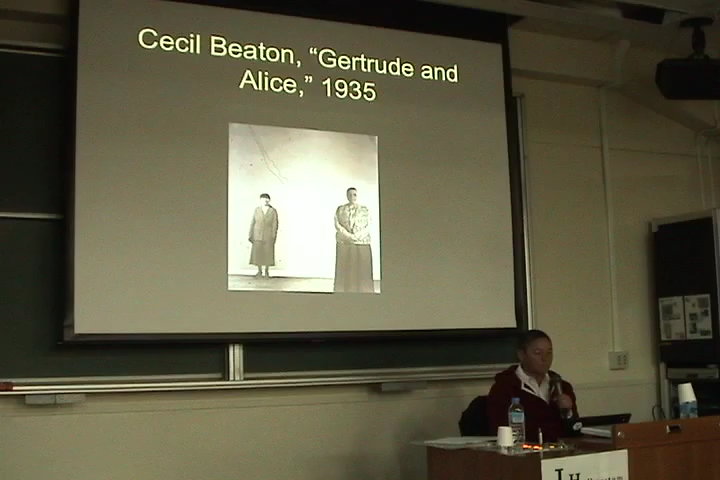 Cecil Beaton, “Gertrude and
Alice,” 1935